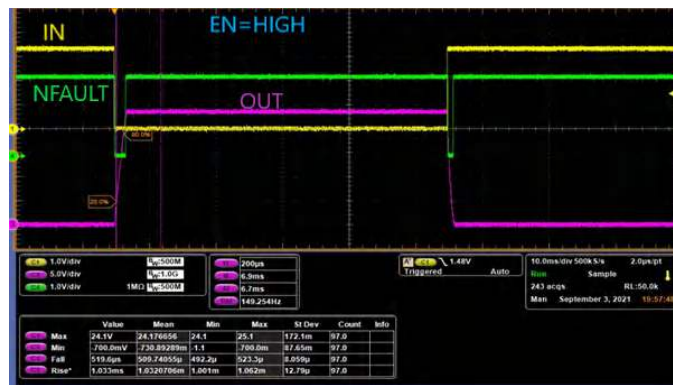 IN
EN=HIGH
NFAULT
OUT
80.0%
20.0%
C1 1.0V/div 500M
5.0V/div 1.0G
1.0V/div 1MΩ 500M
200µs
6.9ms
6.7ms
149.254Hz
C1 1.48V
Triggered Auto
10.0ms/div 500kS/s 2.0µs/pt
Run Sample
243 acqs RL:50.0k
Man September 3, 2021
Value Mean Min Max St Dev Count Info
Max 24.1V 24.176656 24.1 25.1 172.1m 97.0
Min -700.0mV -730.89289m -1.1 -700.0m 87.65m 97.0
Fall 519.6µs 509.74055µ 492.2µ 523.3µ 8.059µ 97.0
Rise* 1.033ms 1.0320706m 1.001m 1.062m 12.79µ 97.0